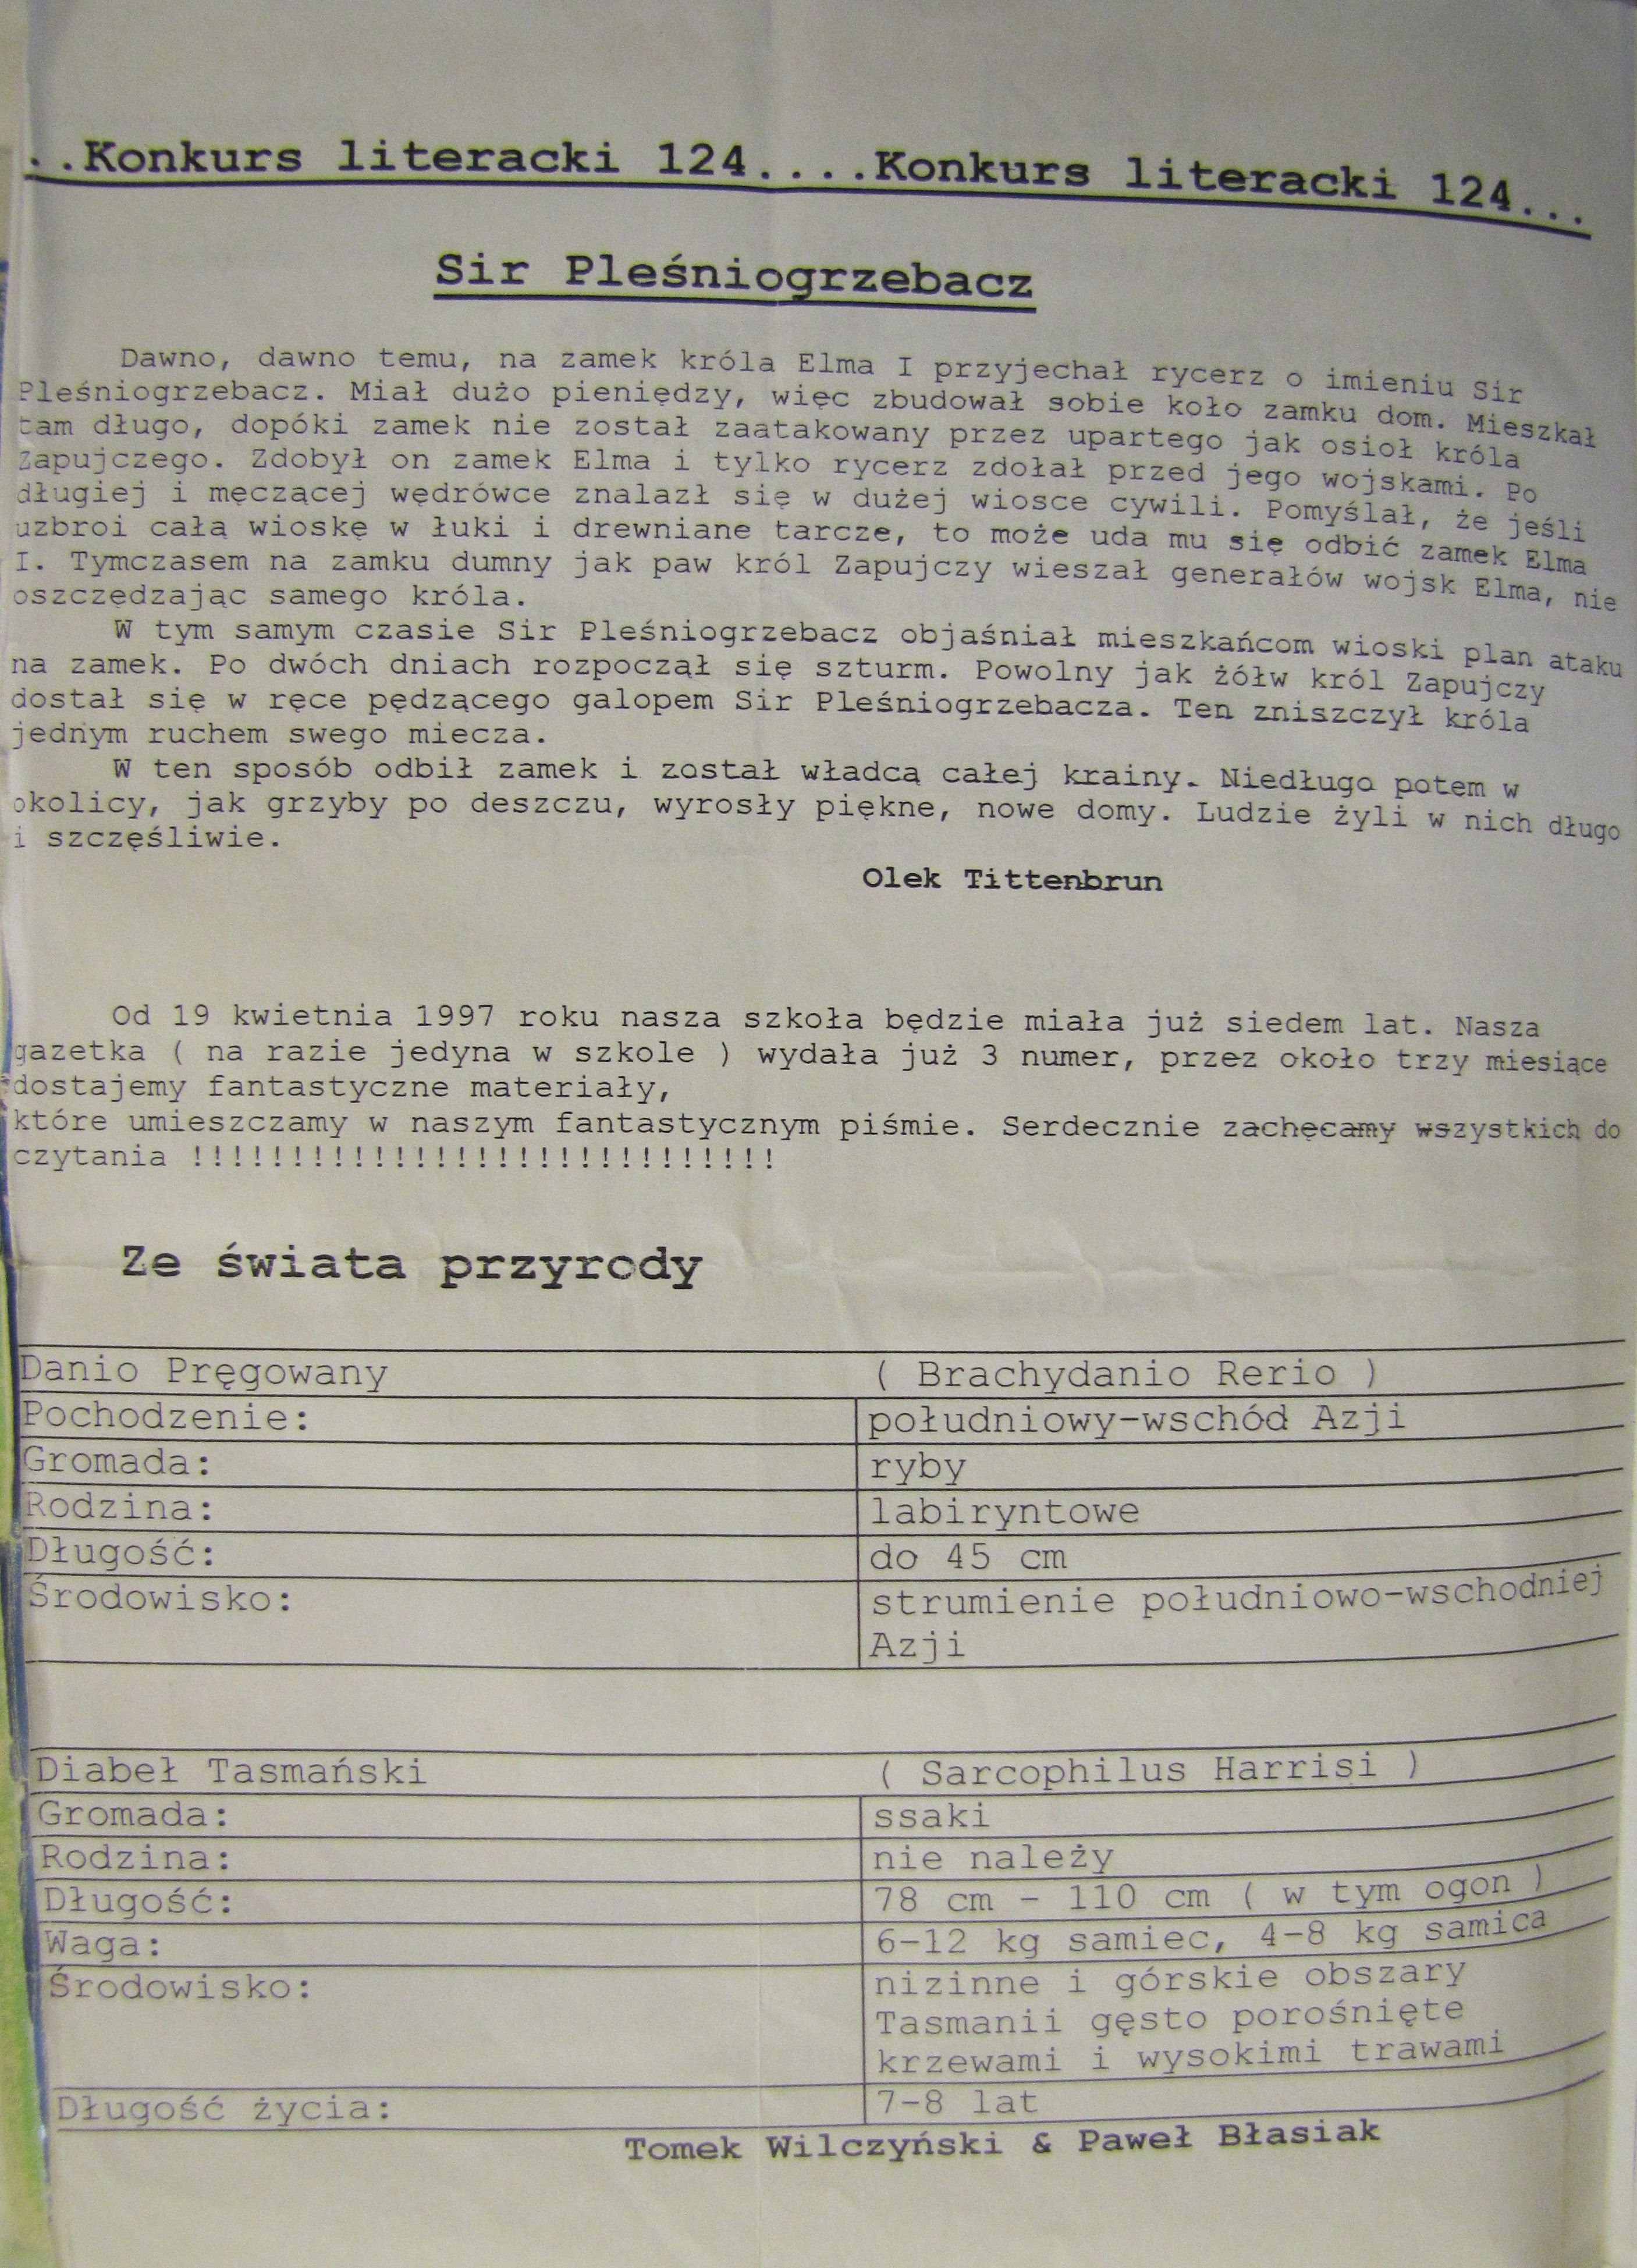 ..Konkurs literacki 124....Konkurs literacki 124...
Sir Pleśniogrzebacz
Dawno, dawno temu, na zamek króla Elma I przyjechał rycerz o imieniu Sir
Pleśniogrzebacz. Miał dużo pieniędzy, więc zbudował sobie koło zamku dom. Mieszkał
tam długo, dopóki zamek nie został zaatakowany przez upartego jak osioł króla
Zapujczego. Zdobył on zamek Elma i tylko rycerz zdołał przed jego wojskami. Po
długiej i męczącej wędrówce znalazł się w dużej wiosce cywili. Pomyślał, że jeśli
uzbroi całą wioskę w łuki i drewniane tarcze, to może uda mu się odbić zamek Elma
I. Tymczasem na zamku dumny jak paw król Zapujczy wieszał generałów wojsk Elma, nie
oszczędzając samego króla.
W tym samym czasie Sir Pleśniogrzebacz objaśniał mieszkańcom wioski plan ataku
na zamek. Po dwóch dniach rozpoczął się szturm. Powolny jak żółw król Zapujczy
dostał się w ręce pędzącego galopem Sir Pleśniogrzebacza. Ten zniszczył króla
jednym ruchem swego miecza.
W ten sposób odbił zamek i został władcą całej krainy. Niedługo potem w
okolicy, jak grzyby po deszczu, wyrosły piękne, nowe domy. Ludzie żyli w nich długo
i szczęśliwie.
Olek Tittenbrun
Od 19 kwietnia 1997 roku nasza szkoła będzie miała już siedem lat. Nasza
gazetka ( na razie jedyna w szkole ) wydała już 3 numer, przez około trzy miesiące
dostajemy fantastyczne materiały,
które umieszczamy w naszym fantastycznym piśmie. Serdecznie zachęcamy wszystkich do
czytania !!!!!!!!!!!!!!!!!!!!!!!!!!!!
Ze świata przyrody
Danio Pręgowany ( Brachydanio Rerio )
Pochodzenie: południowy-wschód Azji
Gromada: ryby
Rodzina: labiryntowe
Długość: do 45 cm
Środowisko: strumienie południowo-wschodniej
Azji
Diabeł Tasmański ( Sarcophilus Harrisi )
Gromada: ssaki
Rodzina: nie należy
Długość: 78 cm - 110 cm ( w tym ogon )
Waga: 6-12 kg samiec, 4-8 kg samica
Środowisko: nizinne i górskie obszary
Tasmanii gęsto porośnięte
krzewami i wysokimi trawami
Długość życia: 7-8 lat
Tomek Wilczyński & Paweł Błasiak